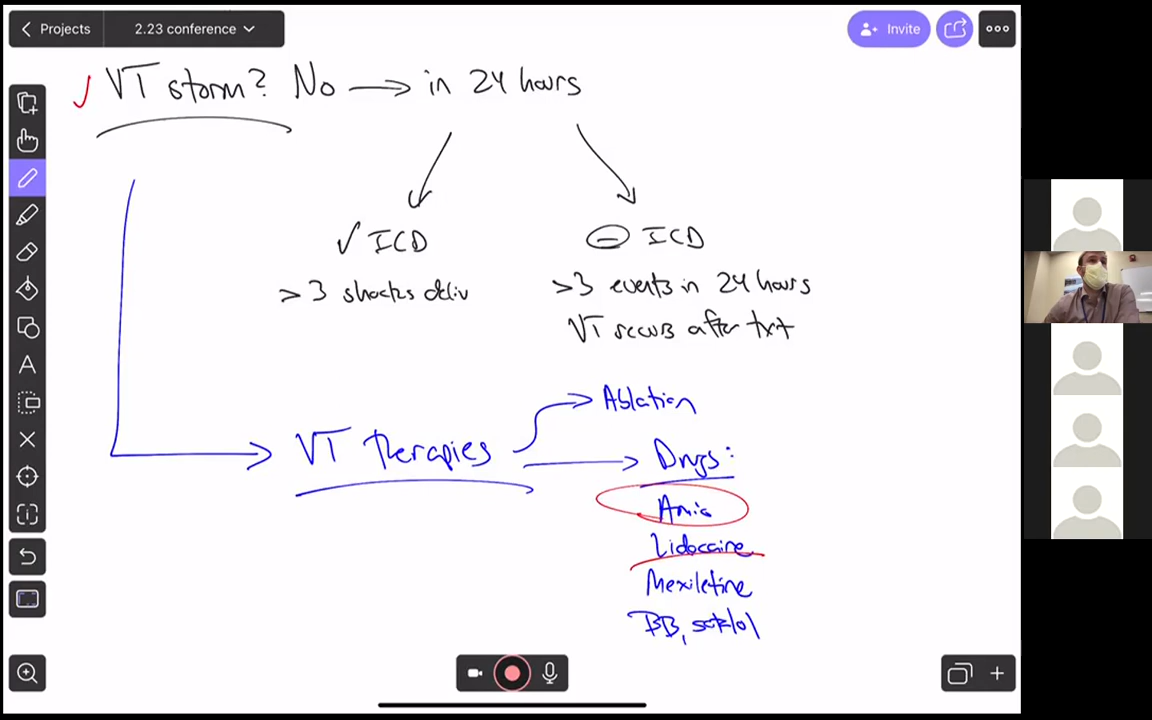 Projects
2.23 conference
Invite
VT storm? No → in 24 hours
✓ ICD
> 3 shocks deliv
⊖ ICD
>3 events in 24 hours
VT occurs after txt
VT therapies
Ablation
Drugs:
Amio
Lidocaine
Mexiletine
BB, sotalol